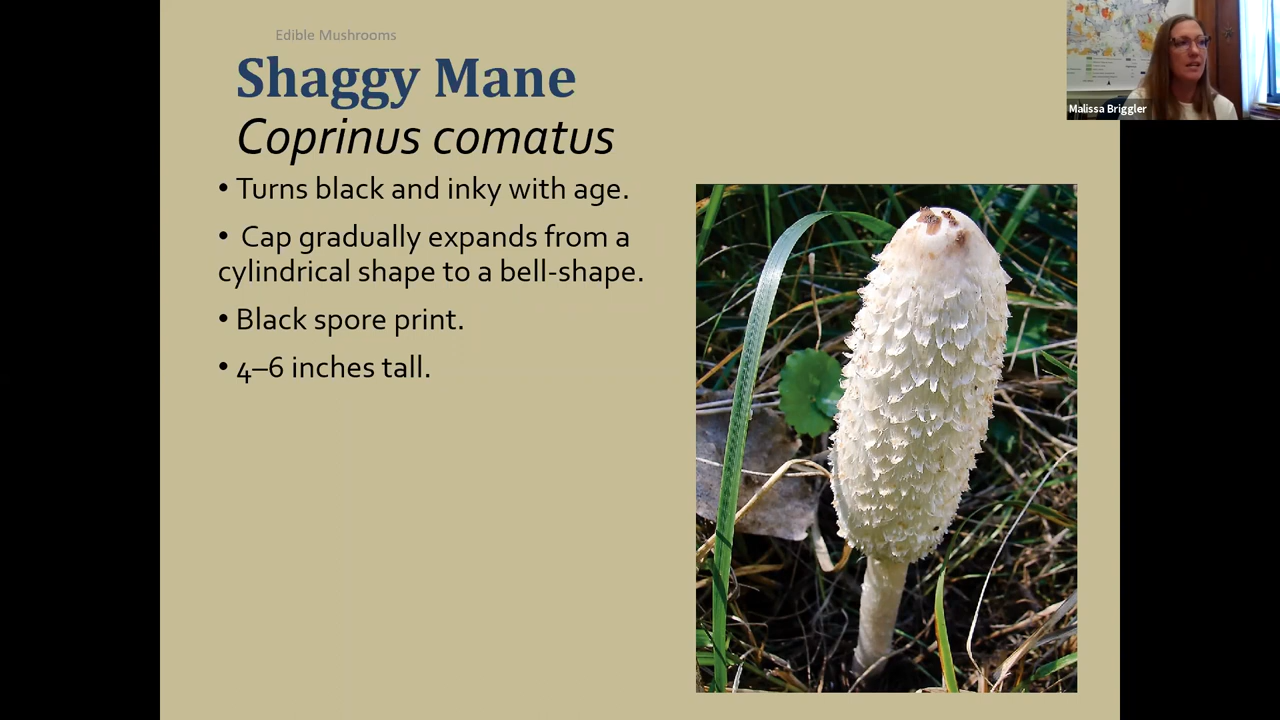 Edible Mushrooms
Shaggy Mane
Coprinus comatus
• Turns black and inky with age.
• Cap gradually expands from a
cylindrical shape to a bell-shape.
• Black spore print.
• 4–6 inches tall.
Malissa Briggler